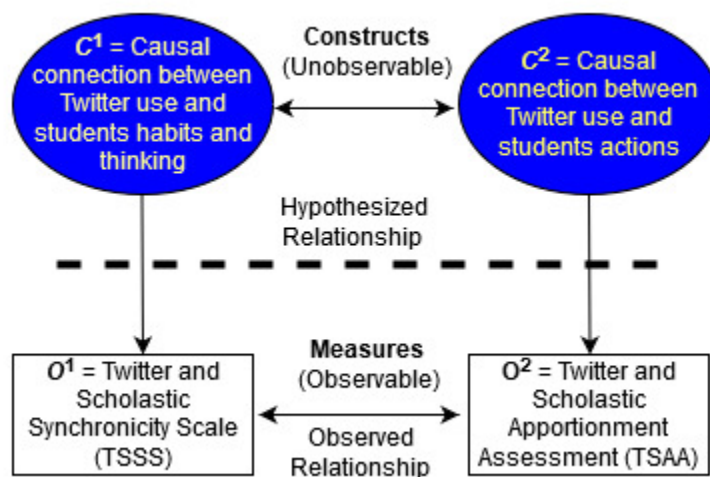 C¹ = Causal
connection between
Twitter use and
students habits and
thinking
Constructs
(Unobservable)
C² = Causal
connection between
Twitter use and
students actions
Hypothesized
Relationship
O¹ = Twitter and
Scholastic
Synchronicity Scale
(TSSS)
Measures
(Observable)
Observed
Relationship
O² = Twitter and
Scholastic
Apportionment
Assessment (TSAA)